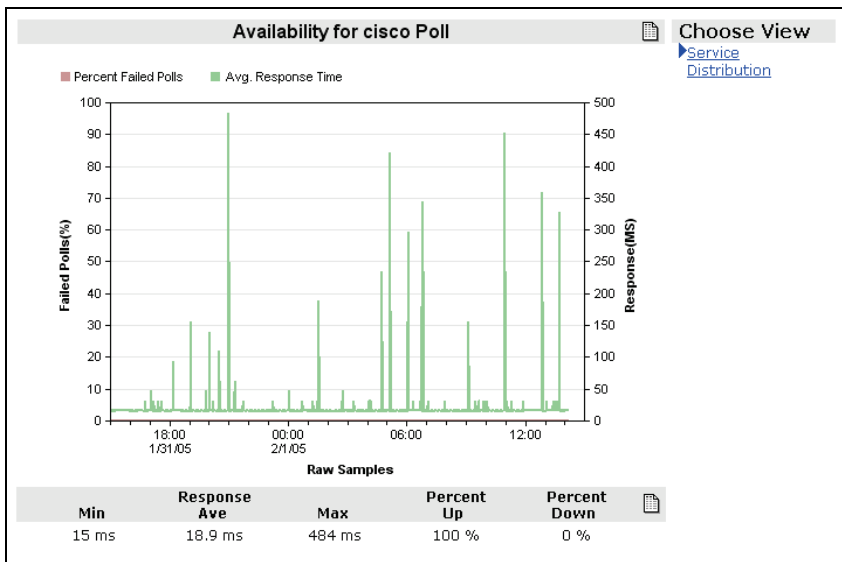 Availability for cisco Poll
Choose View
Service
Distribution
Percent Failed Polls
Avg. Response Time
100
90
80
70
60
50
40
30
20
10
0
Failed Polls(%)
500
450
400
350
300
250
200
150
100
50
0
Response(MS)
18:00
1/31/05
00:00
2/1/05
06:00
12:00
Raw Samples
Min
Response Ave
Max
Percent Up
Percent Down
15 ms
18.9 ms
484 ms
100 %
0 %